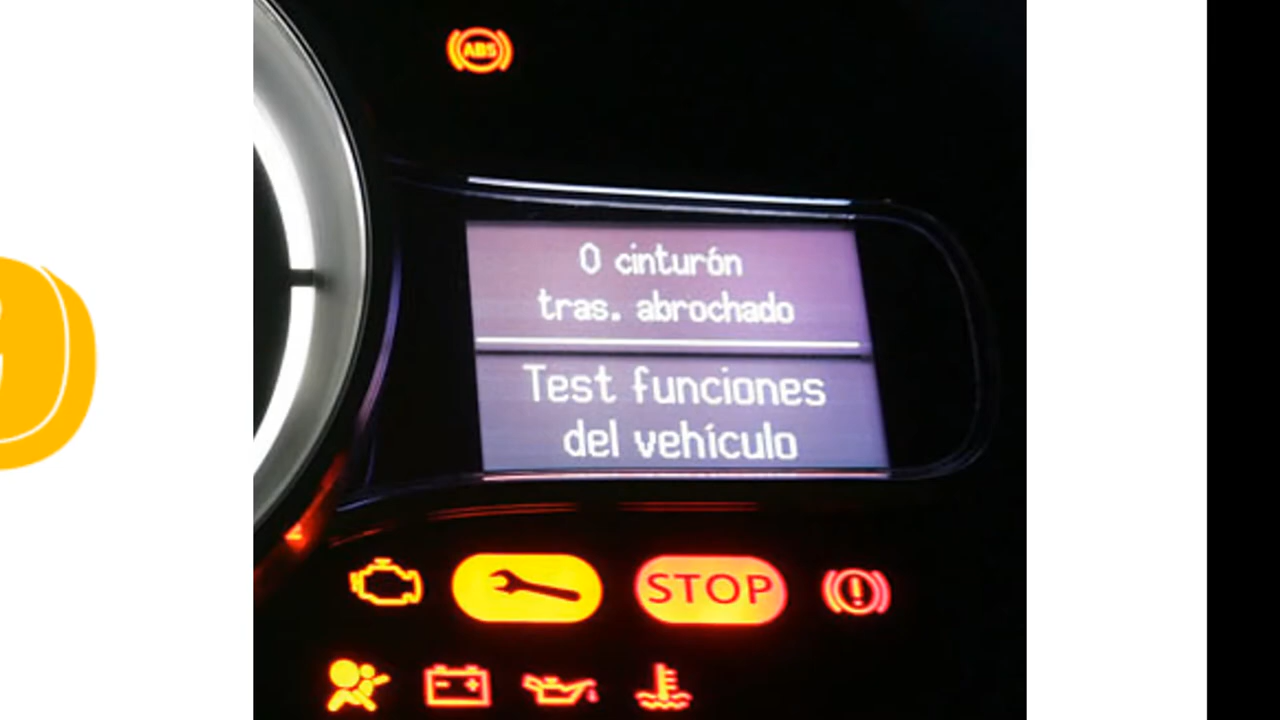 ABS
0 cinturón
tras. abrochado
Test funciones
del vehículo
STOP